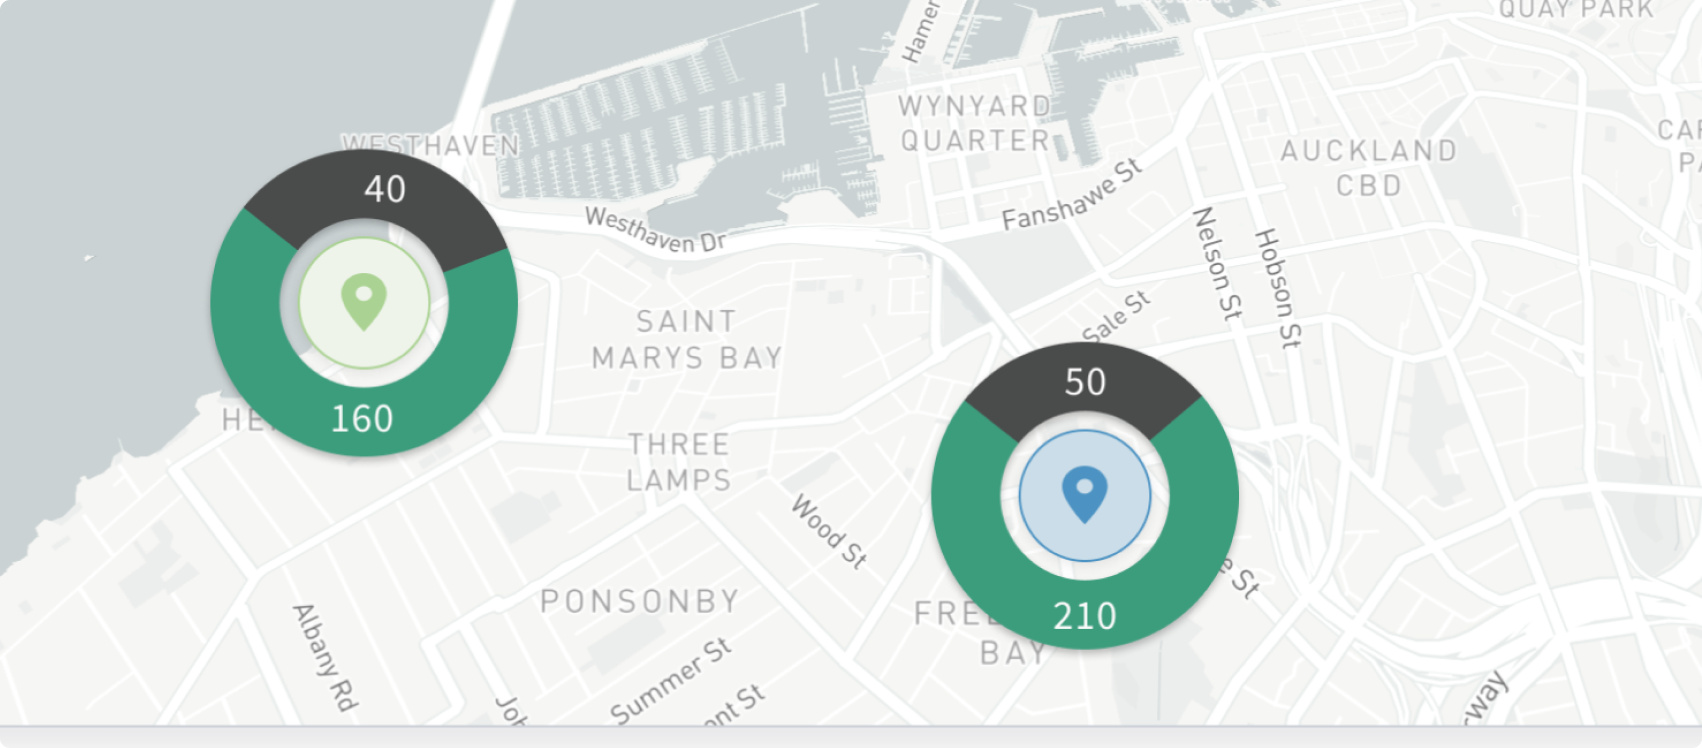 QUAY PARK
Hamer
WYNYARD
QUARTER
WESTHAVEN
AUCKLAND
CBD
40
Westhaven Dr
Fanshawe St
Nelson St
Hobson St
SAINT
MARYS BAY
Sale St
160
50
THREE
LAMPS
Wood St
210
PONSONBY
BAY
Albany Rd
Summer St